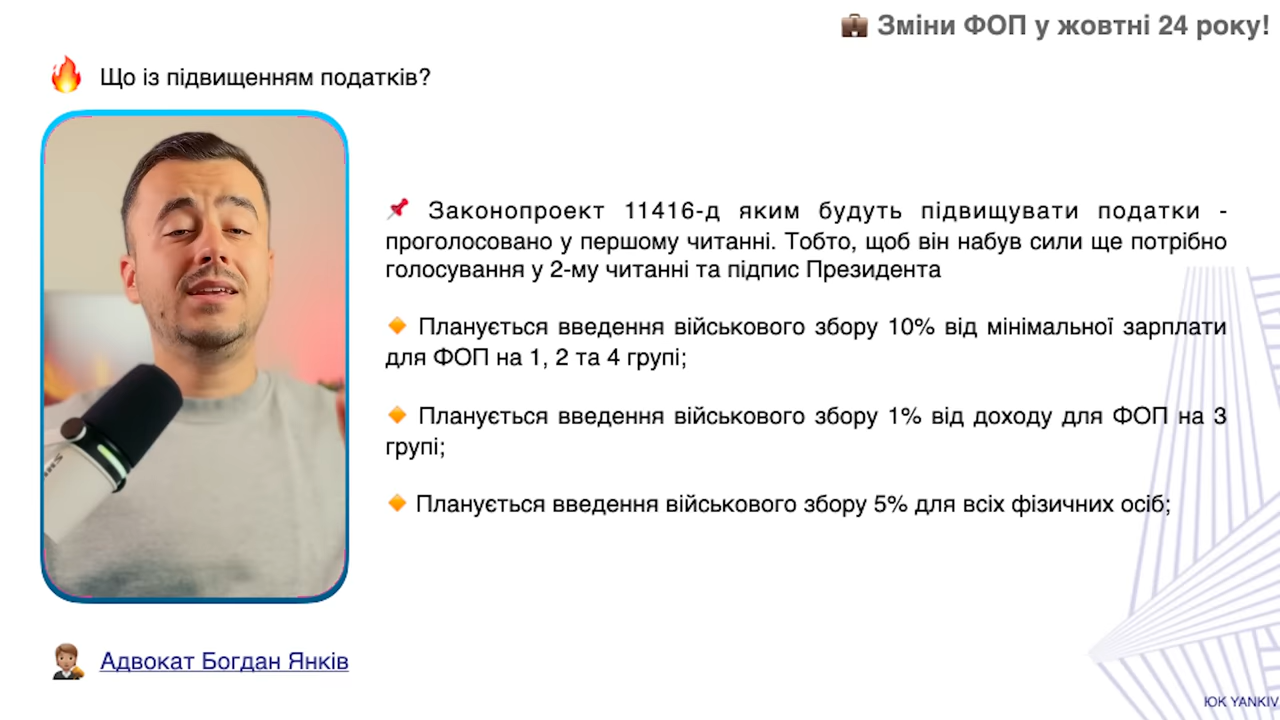 Зміни ФОП у жовтні 24 року!
Що із підвищенням податків?
Законопроект 11416-д яким будуть підвищувати податки -
проголосовано у першому читанні. Тобто, щоб він набув сили ще потрібно
голосування у 2-му читанні та підпис Президента
Планується введення військового збору 10% від мінімальної зарплати
для ФОП на 1, 2 та 4 групі;
Планується введення військового збору 1% від доходу для ФОП на 3
групі;
Планується введення військового збору 5% для всіх фізичних осіб;
Адвокат Богдан Янків
ЮК YANKIV